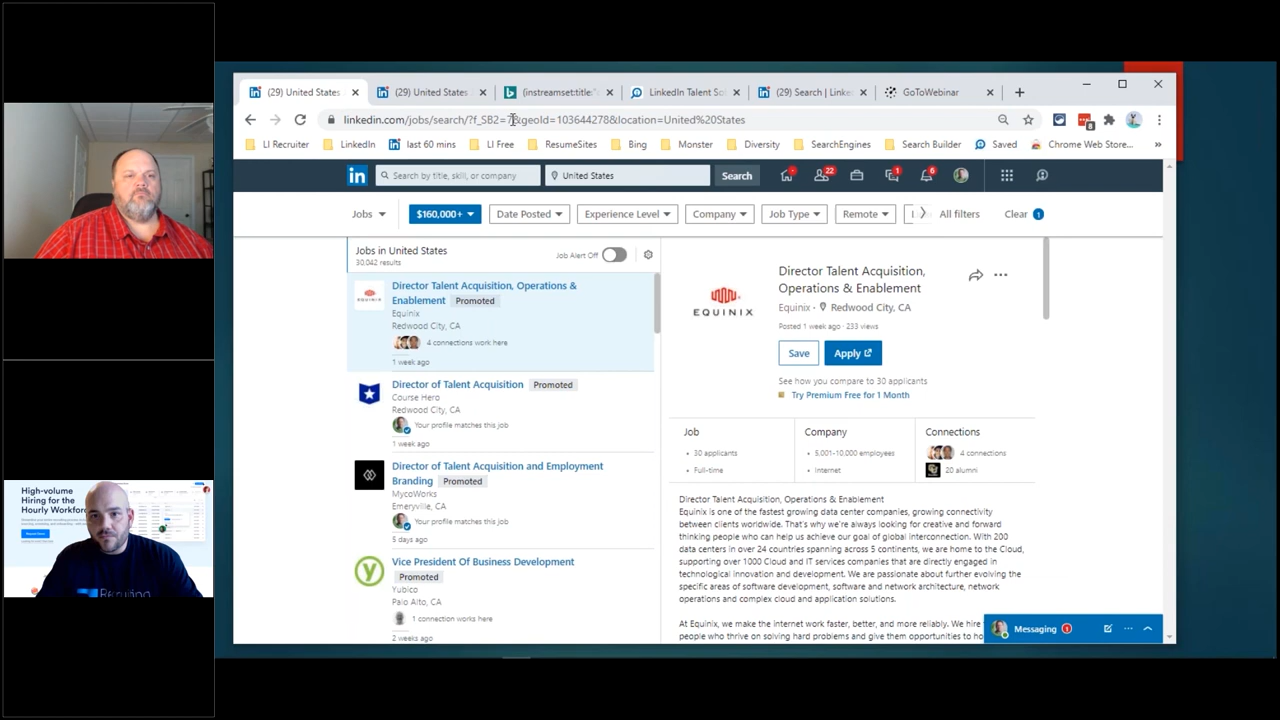 (29) United States
(29) United States
(instreamset:title:"
LinkedIn Talent So
(29) Search | Linke
GoToWebinar
linkedin.com/jobs/search/?f_SB2=7&geoId=103644278&location=United%20States
8
LI Recruiter
LinkedIn
last 60 mins
LI Free
ResumeSites
Bing
Monster
Diversity
SearchEngines
Search Builder
Saved
Chrome Web Store...
»
in
Search by title, skill, or company
United States
Search
22
6
Jobs
$160,000+
Date Posted
Experience Level
Company
Job Type
Remote
All filters
Clear 1
Jobs in United States
30,042 results
Job Alert Off
EQUINIX
Director Talent Acquisition, Operations &
Enablement Promoted
Equinix
Redwood City, CA
4 connections work here
1 week ago
Director of Talent Acquisition Promoted
Course Hero
Redwood City, CA
Your profile matches this job
1 week ago
Director of Talent Acquisition and Employment
Branding Promoted
MycoWorks
Emeryville, CA
Your profile matches this job
5 days ago
y
Vice President Of Business Development
Promoted
Yubico
Palo Alto, CA
1 connection works here
2 weeks ago
EQUINIX
Director Talent Acquisition,
Operations & Enablement
Equinix · Redwood City, CA
Posted 1 week ago · 233 views
Save
Apply
See how you compare to 30 applicants
Try Premium Free for 1 Month
Job
· 30 applicants
· Full-time
Company
· 5,001-10,000 employees
· Internet
Connections
4 connections
20 alumni
Director Talent Acquisition, Operations & Enablement
Equinix is one of the fastest growing data center companies, growing connectivity
between clients worldwide. That's why we're always looking for creative and forward
thinking people who can help us achieve our goal of global interconnection. With 200
data centers in over 24 countries spanning across 5 continents, we are home to the Cloud,
supporting over 1000 Cloud and IT services companies that are directly engaged in
technological innovation and development. We are passionate about further evolving the
specific areas of software development, software and network architecture, network
operations and complex cloud and application solutions.
At Equinix, we make the internet work faster, better, and more reliably. We hire
people who thrive on solving hard problems and give them opportunities to
Messaging 1
High-volume
Hiring for the
Hourly Workfor
Recruiting